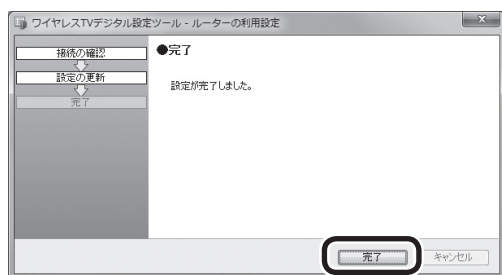 ワイヤレスTVデジタル設定ツール - ルーターの利用設定
接続の確認
設定の更新
完了
●完了
設定が完了しました。
完了
キャンセル